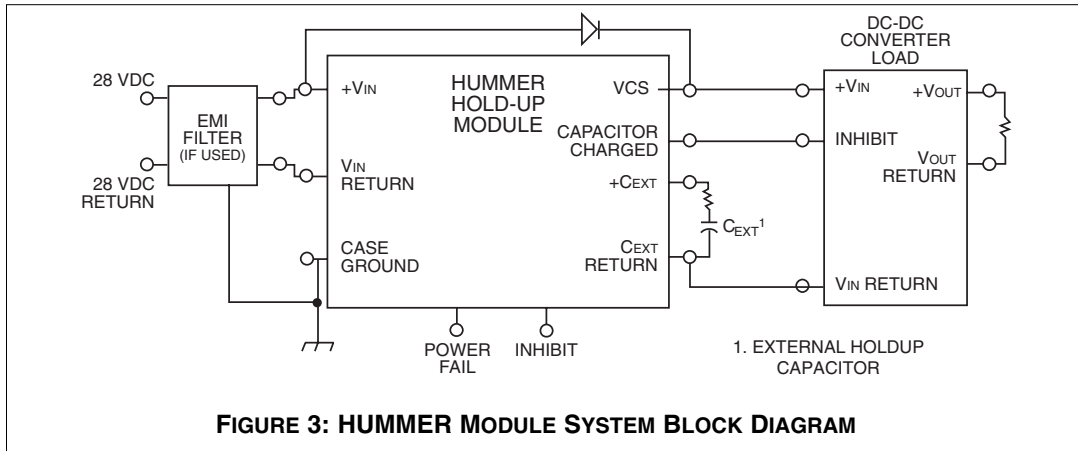 28 VDC
28 VDC
RETURN
EMI
FILTER
(IF USED)
+VIN
VIN
RETURN
CASE
GROUND
HUMMER
HOLD-UP
MODULE
VCS
CAPACITOR
CHARGED
+CEXT
CEXT
RETURN
POWER
FAIL
INHIBIT
CEXT1
DC-DC
CONVERTER
LOAD
+VIN
INHIBIT
VIN RETURN
+VOUT
VOUT
RETURN
1. EXTERNAL HOLDUP
CAPACITOR
FIGURE 3: HUMMER MODULE SYSTEM BLOCK DIAGRAM